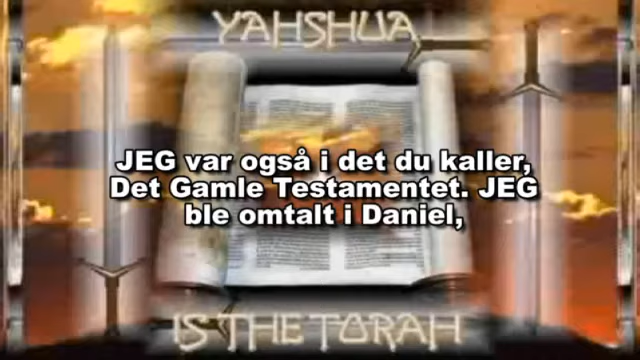 YAHSHUA
JEG var også i det du kaller,
Det Gamle Testamentet. JEG
ble omtalt i Daniel,
IS THE TORAH